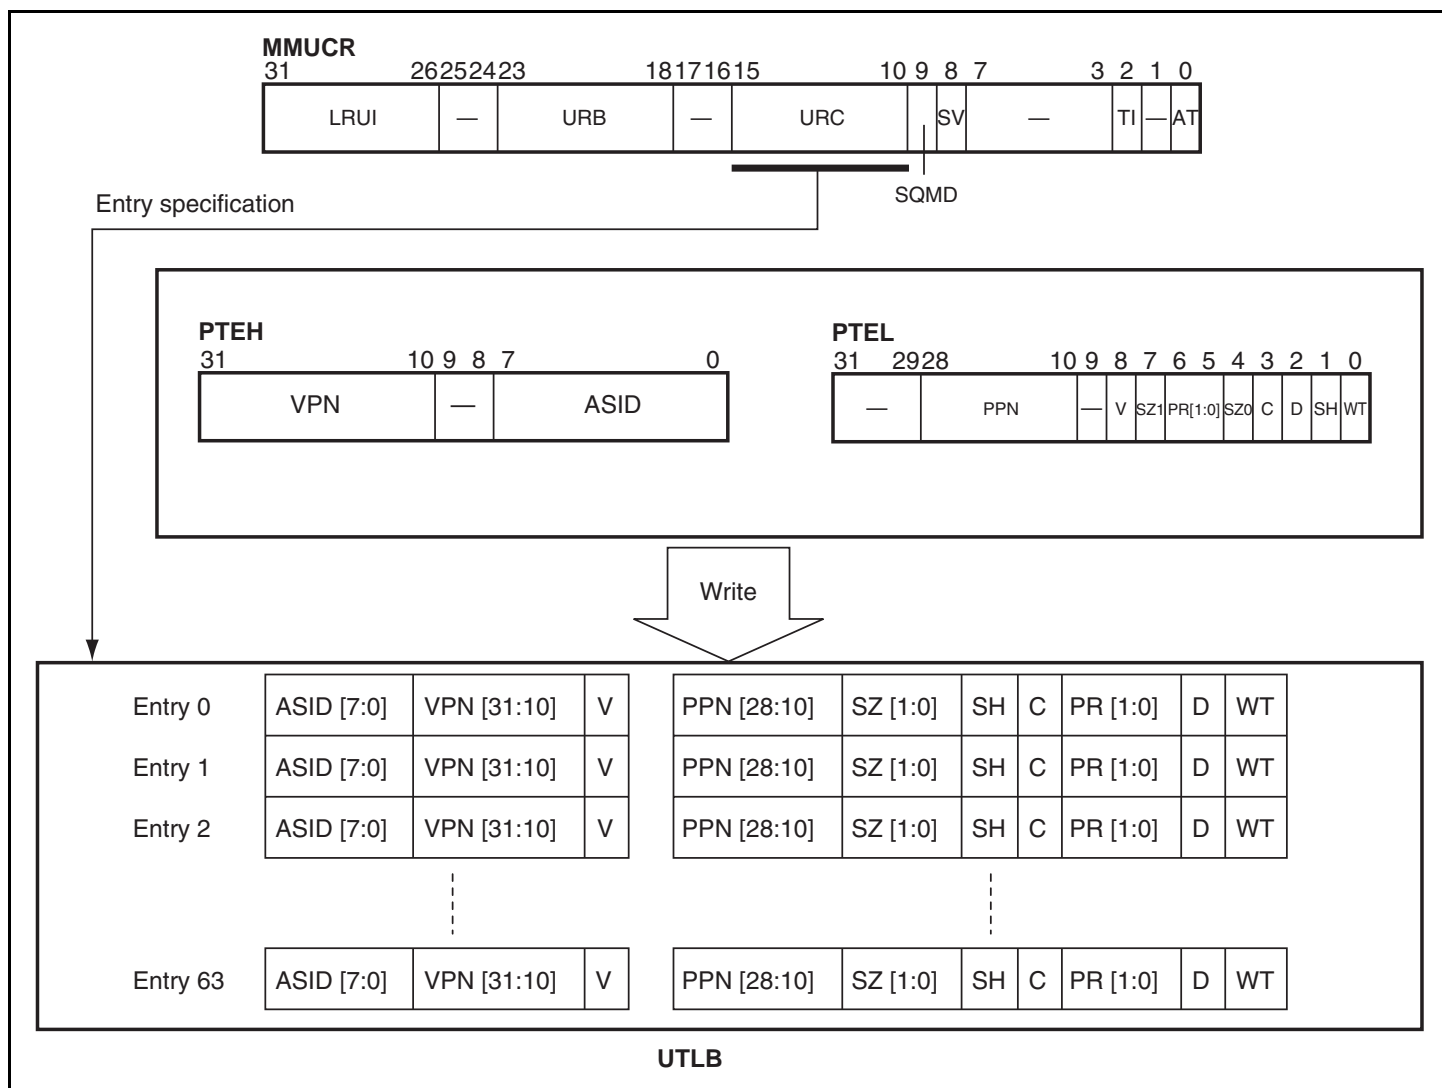 MMUCR
31 26 25 24 23 18 17 16 15 10 9 8 7 3 2 1 0
LRUI — URB — URC SV — TI — AT
SQMD
Entry specification
PTEH
31 10 9 8 7 0
VPN — ASID
PTEL
31 29 28 10 9 8 7 6 5 4 3 2 1 0
— PPN — V SZ1 PR[1:0] SZ0 C D SH WT
Write
Entry 0 ASID [7:0] VPN [31:10] V PPN [28:10] SZ [1:0] SH C PR [1:0] D WT
Entry 1 ASID [7:0] VPN [31:10] V PPN [28:10] SZ [1:0] SH C PR [1:0] D WT
Entry 2 ASID [7:0] VPN [31:10] V PPN [28:10] SZ [1:0] SH C PR [1:0] D WT
Entry 63 ASID [7:0] VPN [31:10] V PPN [28:10] SZ [1:0] SH C PR [1:0] D WT
UTLB